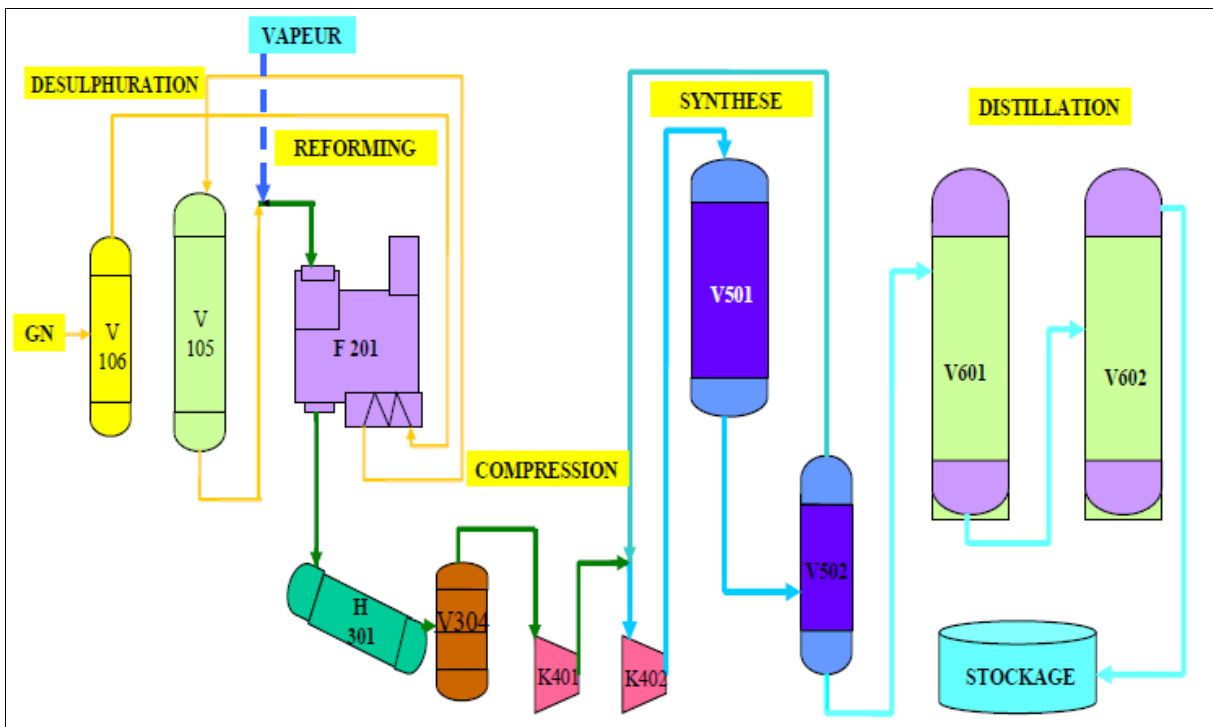 VAPEUR
DESULPHURATION
SYNTHESE
DISTILLATION
REFORMING
GN
V
106
V
105
F 201
V501
V601
V602
COMPRESSION
V502
H
301
V304
K401
K402
STOCKAGE